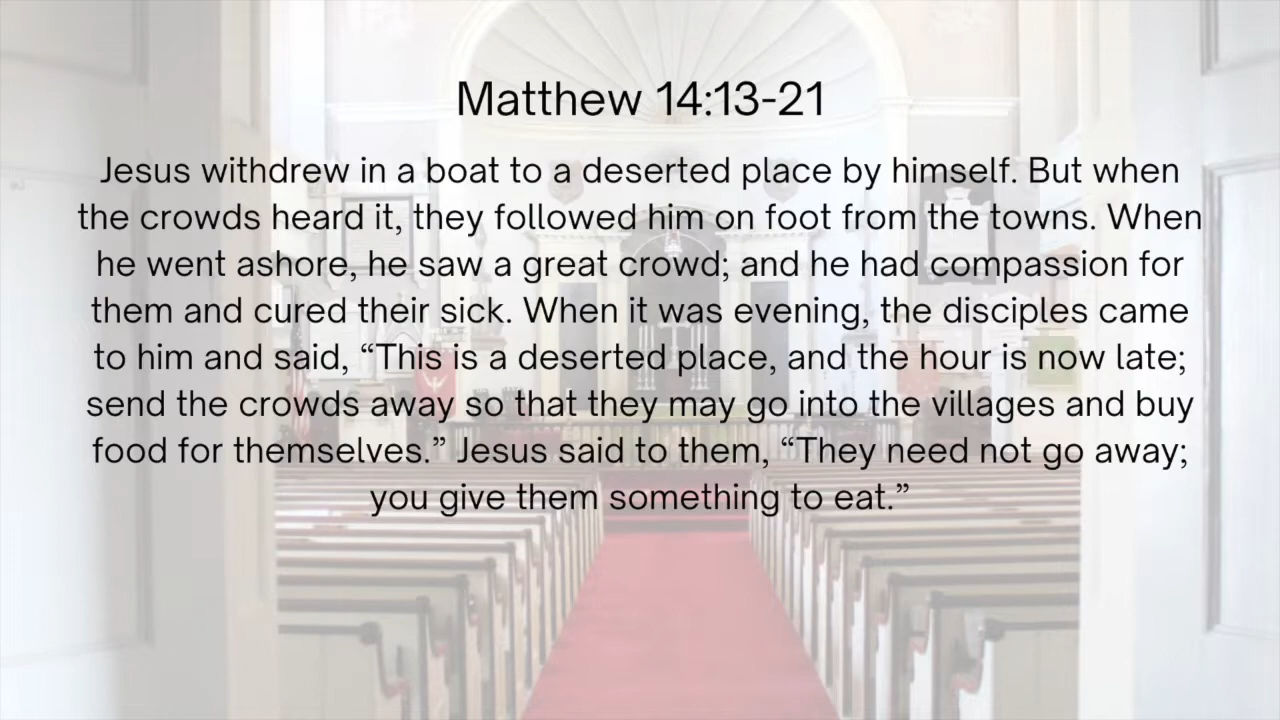 Matthew 14:13-21
Jesus withdrew in a boat to a deserted place by himself. But when
the crowds heard it, they followed him on foot from the towns. When
he went ashore, he saw a great crowd; and he had compassion for
them and cured their sick. When it was evening, the disciples came
to him and said, “This is a deserted place, and the hour is now late;
send the crowds away so that they may go into the villages and buy
food for themselves.” Jesus said to them, “They need not go away;
you give them something to eat.”